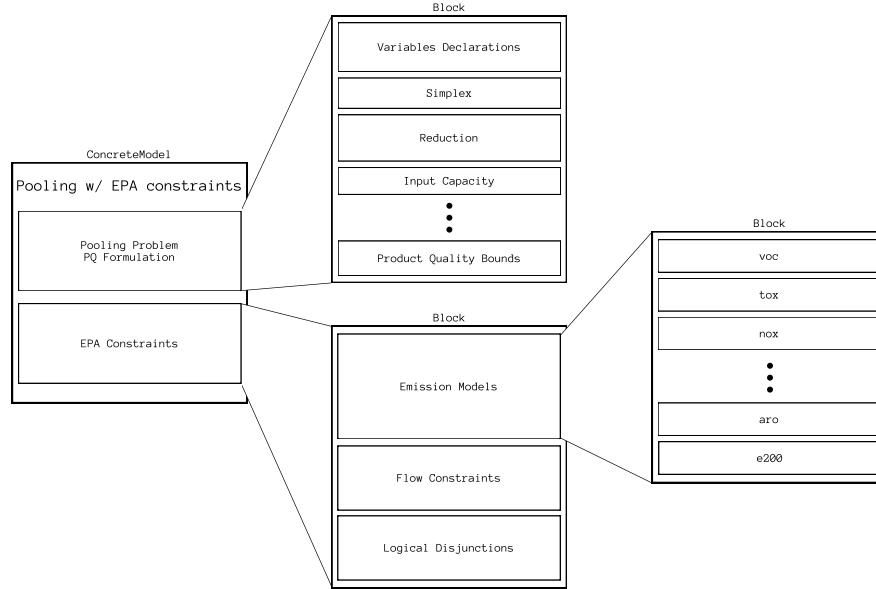 ConcreteModel
Pooling w/ EPA constraints
Pooling Problem
PQ Formulation
EPA Constraints
Block
Variables Declarations
Simplex
Reduction
Input Capacity
Product Quality Bounds
Block
Emission Models
Flow Constraints
Logical Disjunctions
Block
voc
tox
nox
aro
e200